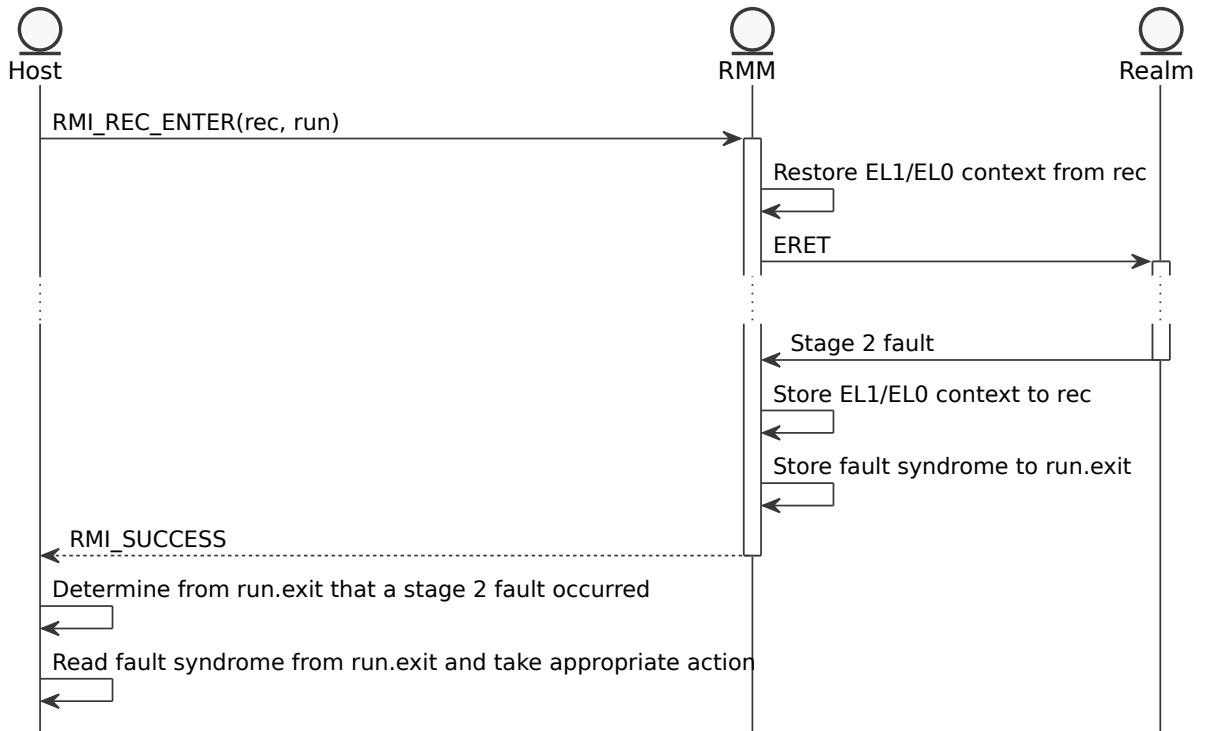 Host
RMM
Realm
RMI_REC_ENTER(rec, run)
Restore EL1/EL0 context from rec
ERET
Stage 2 fault
Store EL1/EL0 context to rec
Store fault syndrome to run.exit
RMI_SUCCESS
Determine from run.exit that a stage 2 fault occurred
Read fault syndrome from run.exit and take appropriate action